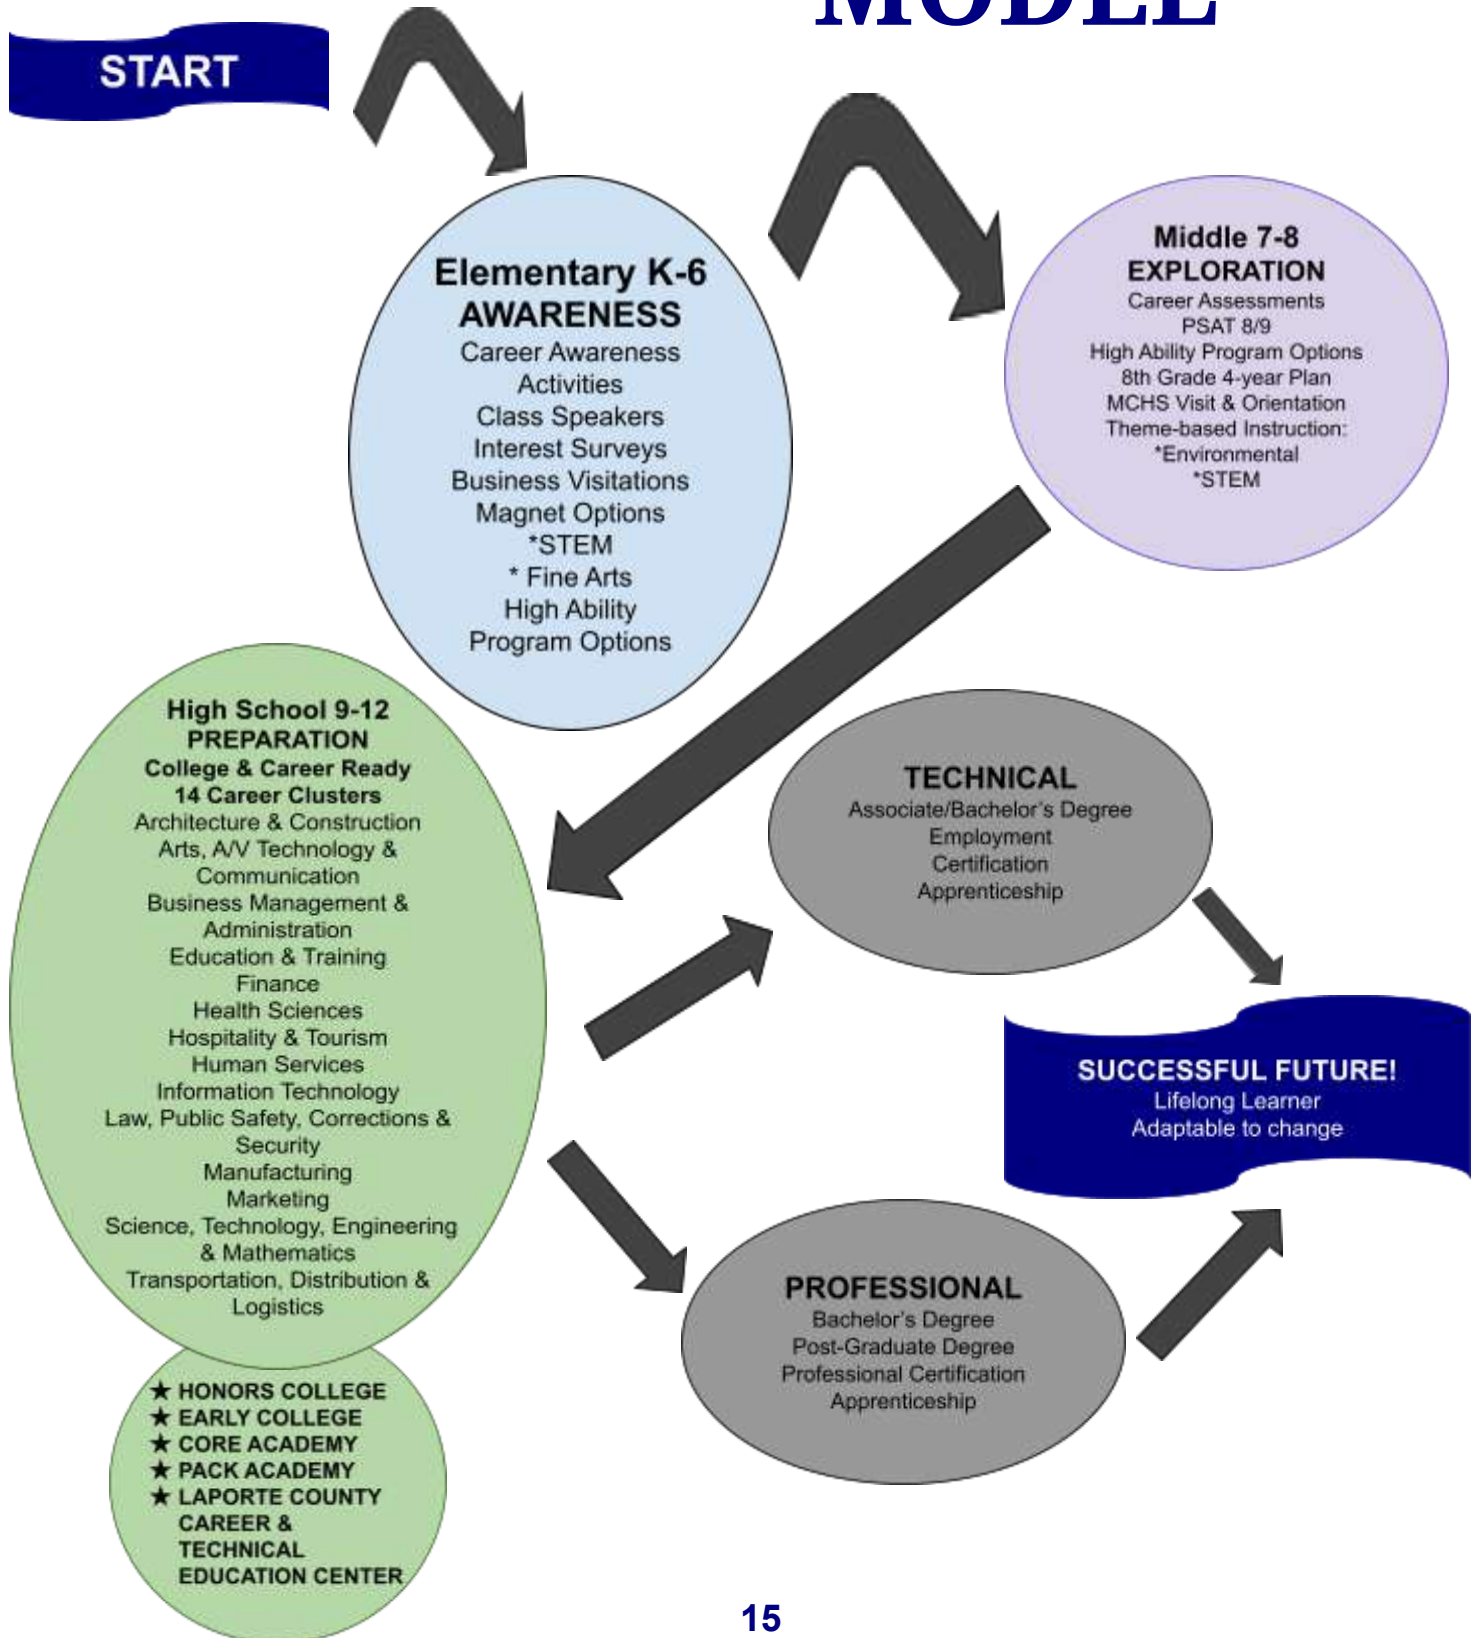 MODEL
START
Elementary K-6
AWARENESS
Career Awareness
Activities
Class Speakers
Interest Surveys
Business Visitations
Magnet Options
*STEM
* Fine Arts
High Ability
Program Options
Middle 7-8
EXPLORATION
Career Assessments
PSAT 8/9
High Ability Program Options
8th Grade 4-year Plan
MCHS Visit & Orientation
Theme-based Instruction:
*Environmental
*STEM
High School 9-12
PREPARATION
College & Career Ready
14 Career Clusters
Architecture & Construction
Arts, A/V Technology &
Communication
Business Management &
Administration
Education & Training
Finance
Health Sciences
Hospitality & Tourism
Human Services
Information Technology
Law, Public Safety, Corrections &
Security
Manufacturing
Marketing
Science, Technology, Engineering
& Mathematics
Transportation, Distribution &
Logistics
★ HONORS COLLEGE
★ EARLY COLLEGE
★ CORE ACADEMY
★ PACK ACADEMY
★ LAPORTE COUNTY
CAREER &
TECHNICAL
EDUCATION CENTER
TECHNICAL
Associate/Bachelor's Degree
Employment
Certification
Apprenticeship
PROFESSIONAL
Bachelor's Degree
Post-Graduate Degree
Professional Certification
Apprenticeship
SUCCESSFUL FUTURE!
Lifelong Learner
Adaptable to change
15